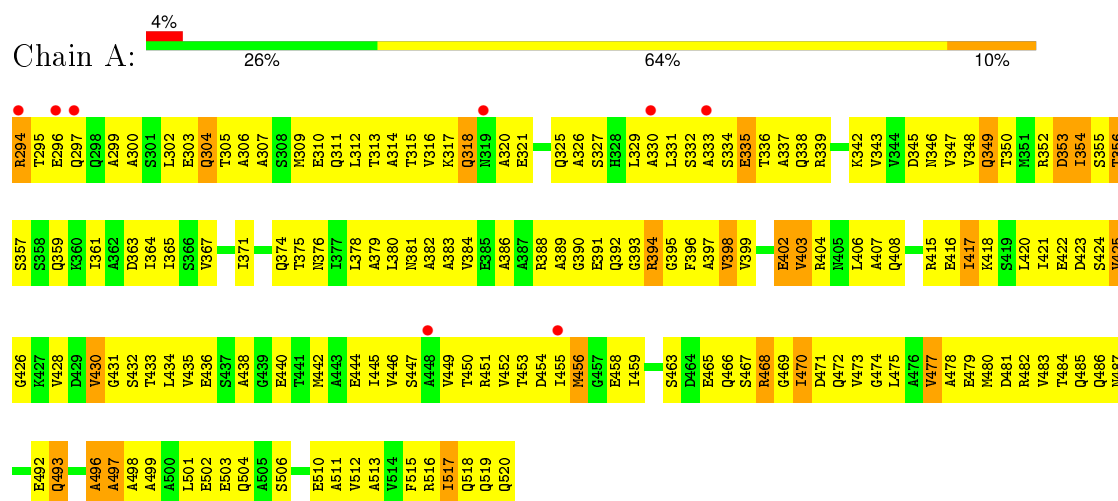 4%
Chain A:
26% 64% 10%
R294 T295 E296 Q297 Q298 A299 A300 S301 L302 E303 Q304 T305 A306 A307 S308 M309 E310 Q311 L312 T313 A314 T315 V316 K317 Q318 N319 A320 E321 Q325 A326 S327 H328 L329 A330 L331 S332 A333 S334 E335 T336 A337 Q338 R339 K342 V343 V344 D345 N346 V347 V348 Q349 T350 M351 R352 D353 I354 S355 T356
S357 S358 Q359 K360 I361 A362 D363 I364 I365 S366 V367 I371 Q374 T375 N376 I377 L378 A379 L380 N381 A382 A383 V384 E385 A386 A387 R388 A389 G390 E391 Q392 G393 R394 G395 F396 A397 V398 V399 E402 V403 R404 N405 L406 A407 Q408 R415 E416 I417 K418 S419 L420 I421 E422 D423 S424 V425
G426 K427 V428 D429 V430 G431 S432 T433 L434 V435 E436 S437 A438 G439 E440 T441 M442 A443 E444 I445 V446 S447 A448 V449 T450 R451 V452 T453 D454 I455 M456 G457 E458 I459 S463 D464 E465 Q466 S467 R468 G469 I470 D471 Q472 V473 G474 L475 A476 V477 A478 E479 M480 D481 R482 V483 T484 Q485 Q486 N487
E492 Q493 A496 A497 A498 A499 A500 L501 E502 E503 Q504 A505 S506 E510 A511 V512 A513 V514 F515 R516 I517 Q518 Q519 Q520